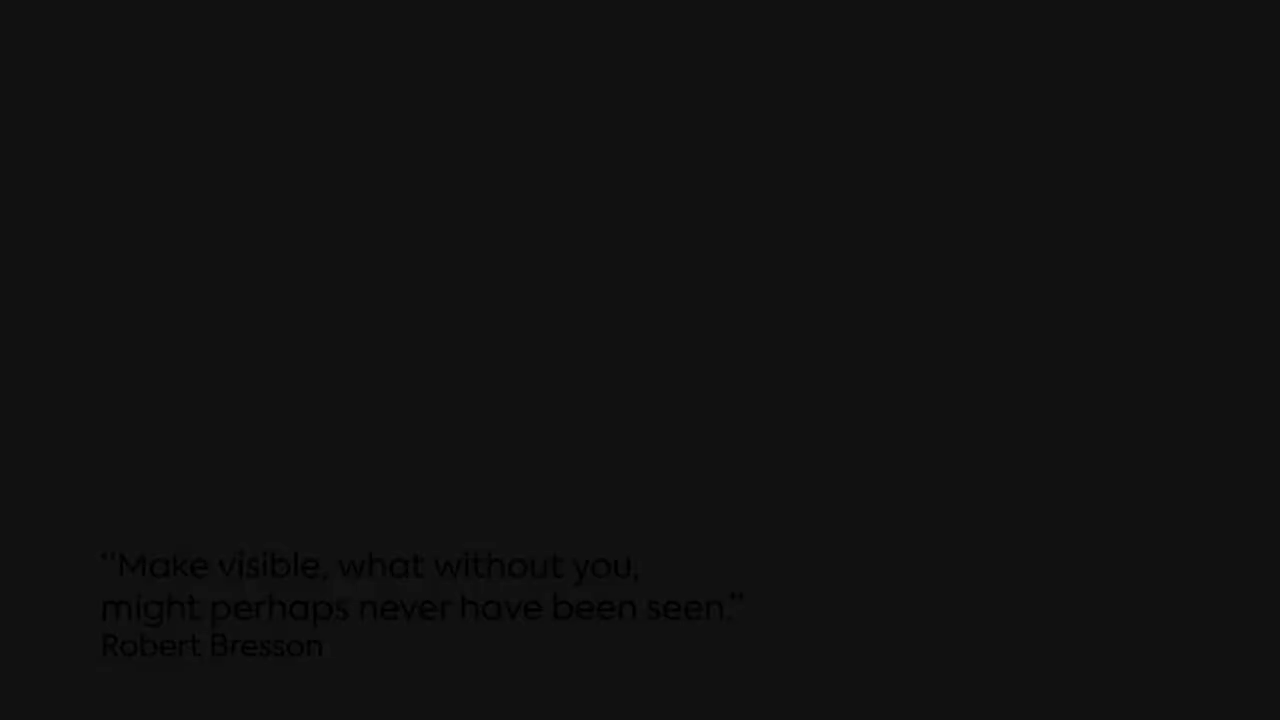 “Make visible, what without you,
might perhaps never have been seen.”
Robert Bresson